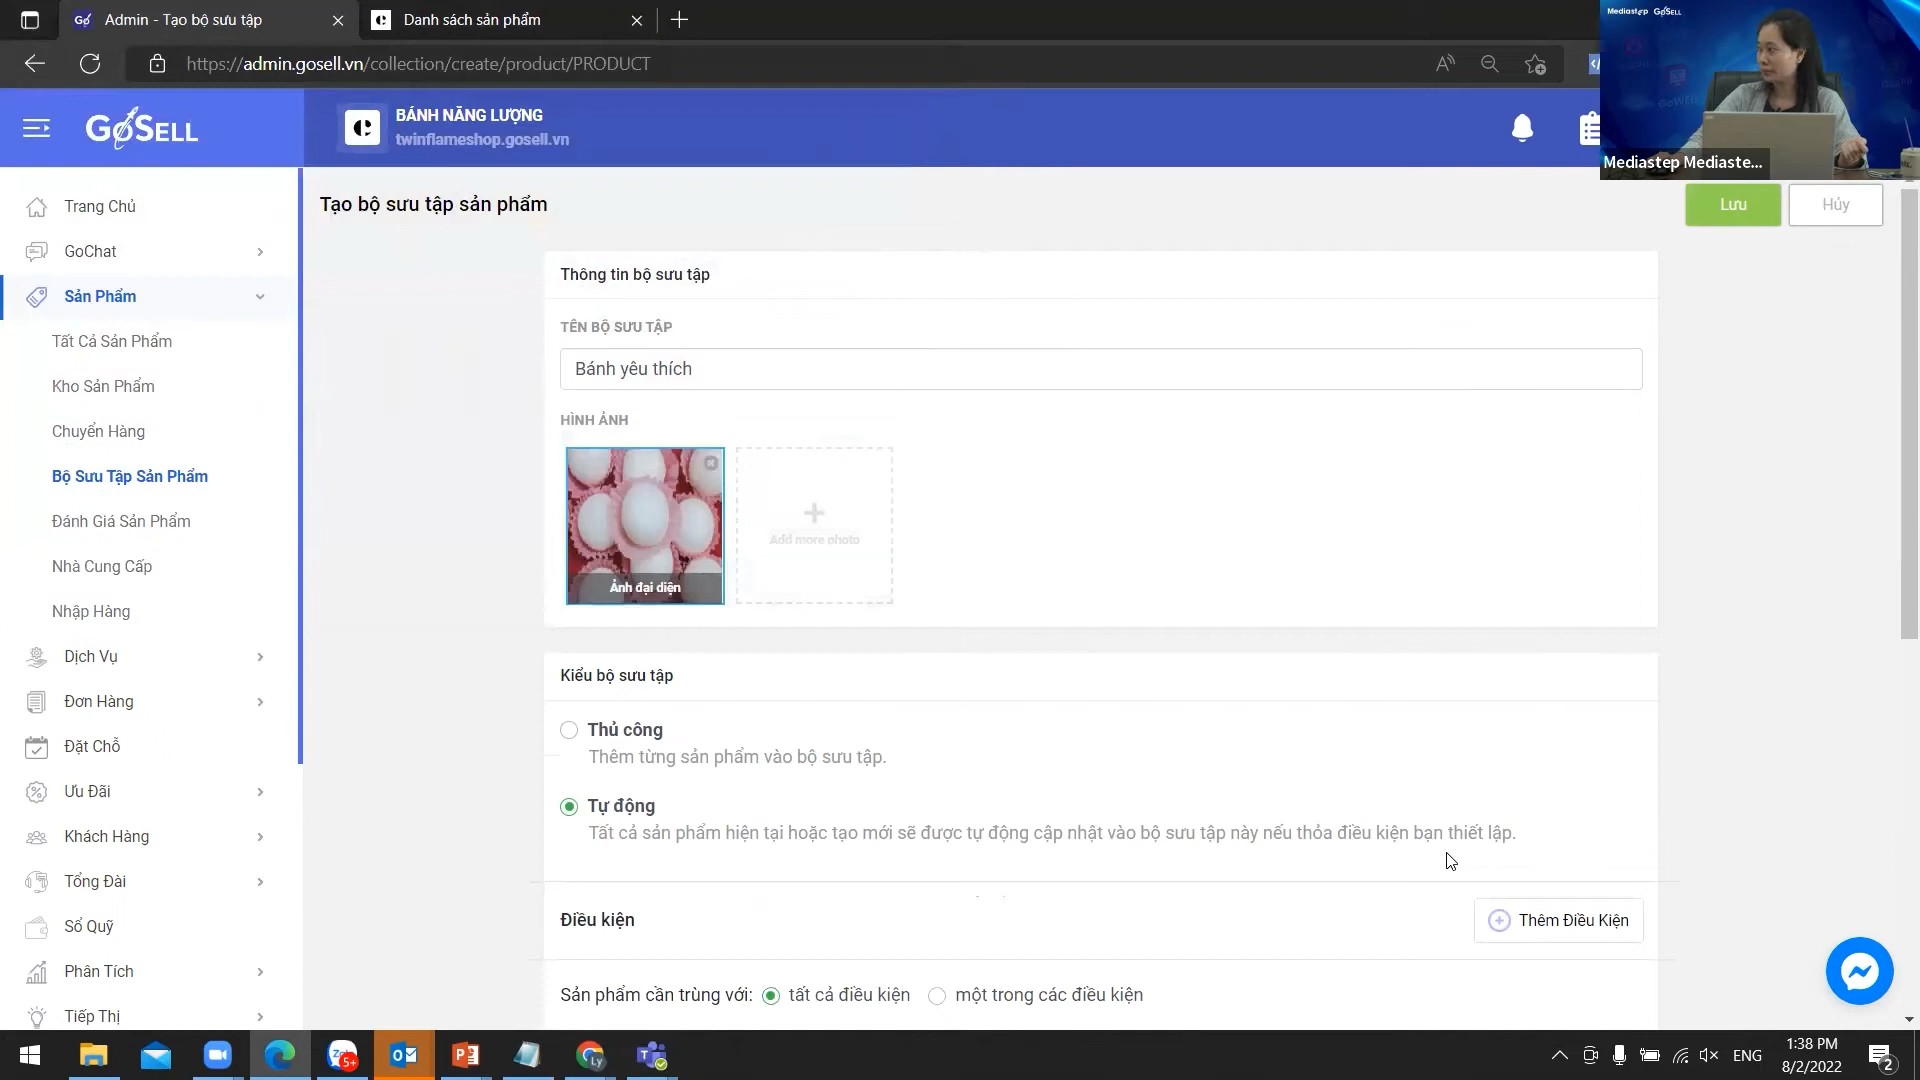 Admin - Tạo bộ sưu tập
Danh sách sản phẩm
https://admin.gosell.vn/collection/create/product/PRODUCT
Mediastep GoSELL
Mediastep Mediaste...
GoSELL
BÁNH NĂNG LƯỢNG
twinflameshop.gosell.vn
Trang Chủ
GoChat
Sản Phẩm
Tất Cả Sản Phẩm
Kho Sản Phẩm
Chuyển Hàng
Bộ Sưu Tập Sản Phẩm
Đánh Giá Sản Phẩm
Nhà Cung Cấp
Nhập Hàng
Dịch Vụ
Đơn Hàng
Đặt Chỗ
Ưu Đãi
Khách Hàng
Tổng Đài
Sổ Quỹ
Phân Tích
Tiếp Thị
Tạo bộ sưu tập sản phẩm
Lưu
Hủy
Thông tin bộ sưu tập
TÊN BỘ SƯU TẬP
Bánh yêu thích
HÌNH ẢNH
Ảnh đại diện
Add more photo
Kiểu bộ sưu tập
Thủ công
Thêm từng sản phẩm vào bộ sưu tập.
Tự động
Tất cả sản phẩm hiện tại hoặc tạo mới sẽ được tự động cập nhật vào bộ sưu tập này nếu thỏa điều kiện bạn thiết lập.
Điều kiện
Thêm Điều Kiện
Sản phẩm cần trùng với: tất cả điều kiện một trong các điều kiện
5+
ENG
1:38 PM
8/2/2022
2